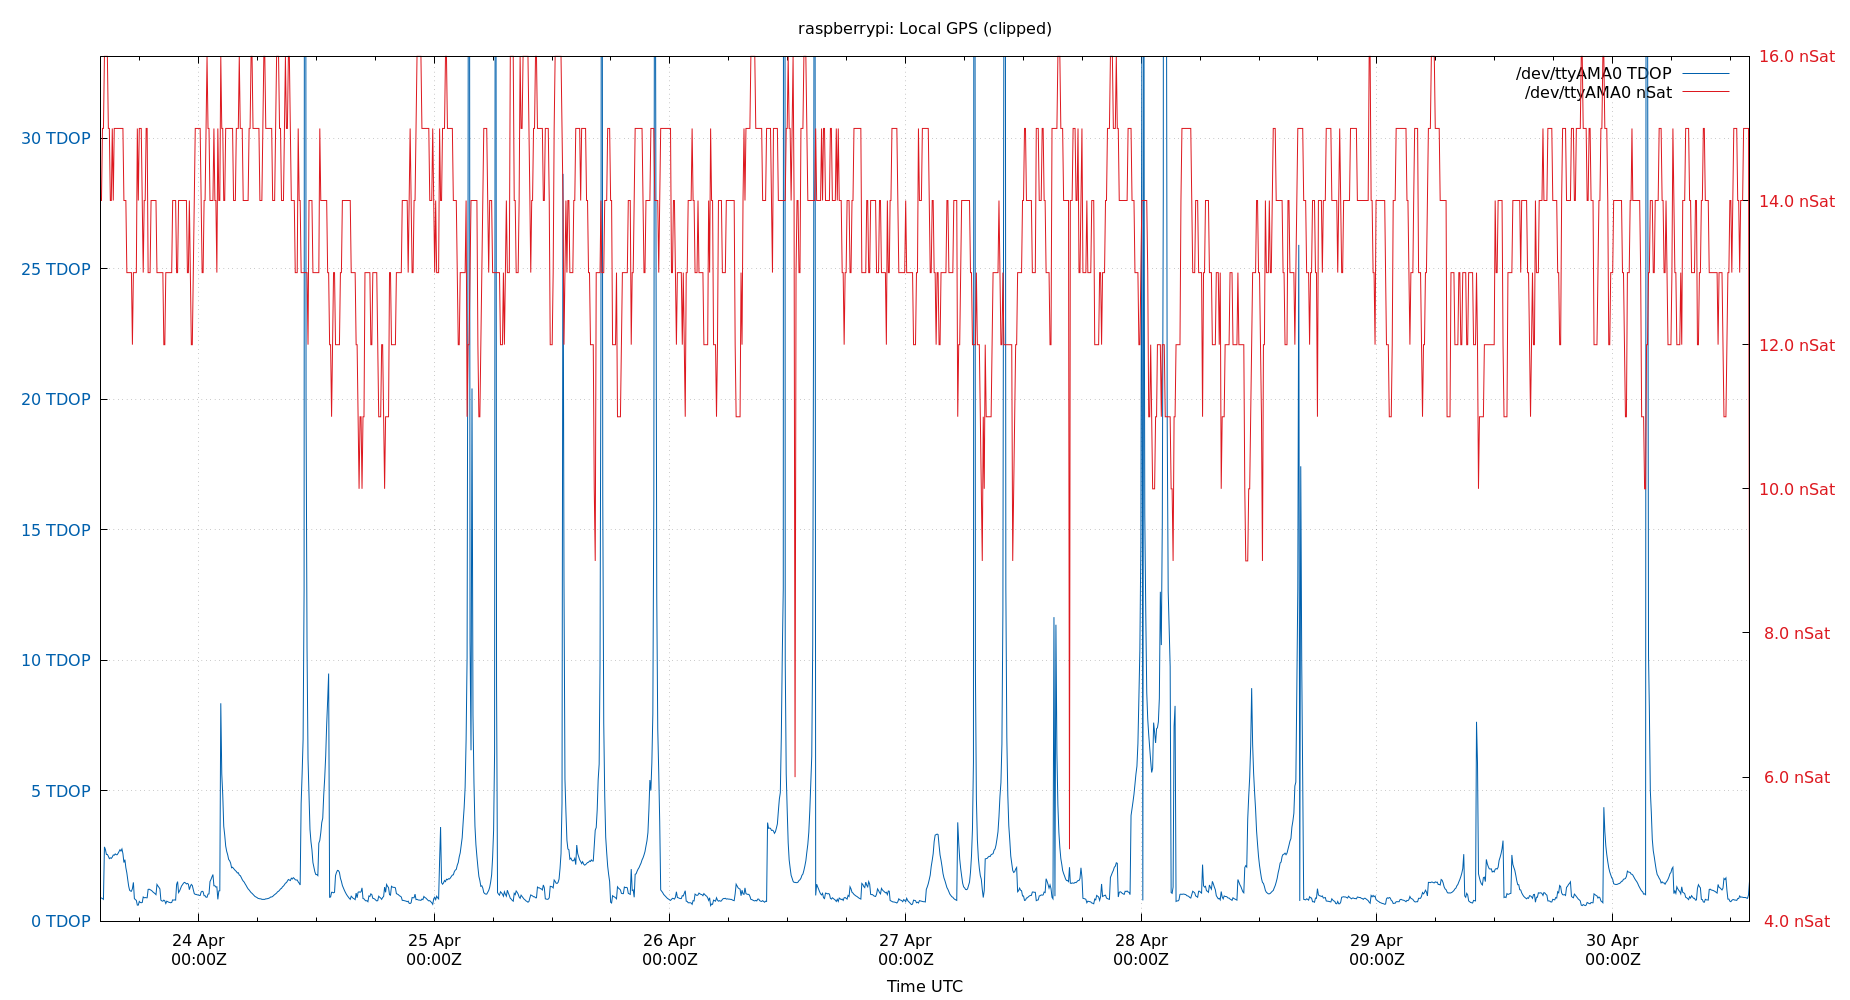 raspberrypi: Local GPS (clipped)
/dev/ttyAMA0 TDOP
/dev/ttyAMA0 nSat
30 TDOP
25 TDOP
20 TDOP
15 TDOP
10 TDOP
5 TDOP
0 TDOP
16.0 nSat
14.0 nSat
12.0 nSat
10.0 nSat
8.0 nSat
6.0 nSat
4.0 nSat
24 Apr
00:00Z
25 Apr
00:00Z
26 Apr
00:00Z
27 Apr
00:00Z
28 Apr
00:00Z
29 Apr
00:00Z
30 Apr
00:00Z
Time UTC